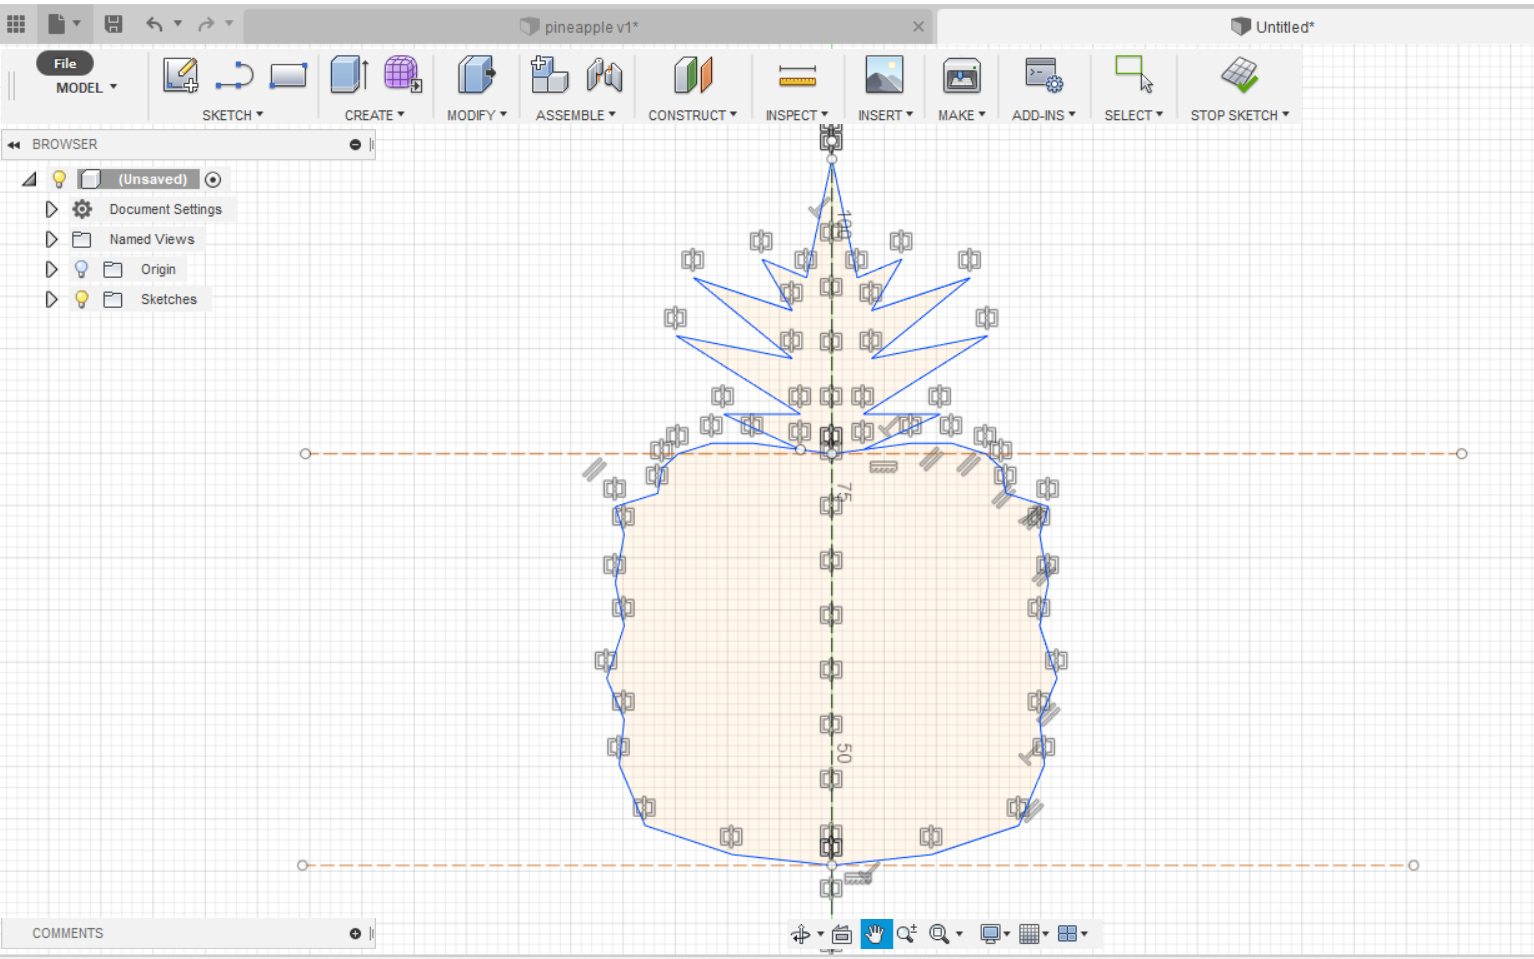 pineapple v1*
Untitled*
File
MODEL
SKETCH
CREATE
MODIFY
ASSEMBLE
CONSTRUCT
INSPECT
INSERT
MAKE
ADD-INS
SELECT
STOP SKETCH
BROWSER
(Unsaved)
Document Settings
Named Views
Origin
Sketches
75
50
COMMENTS